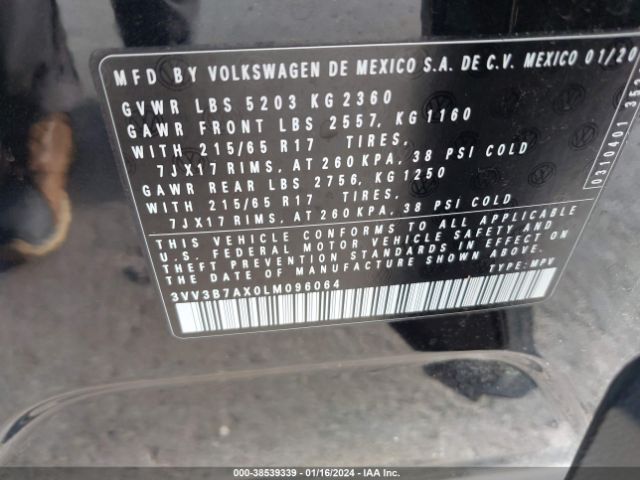 MFD BY VOLKSWAGEN DE MEXICO S.A. DE C.V. MEXICO 01/20
GVWR LBS 5203 KG 2360
GAWR FRONT LBS 2557, KG 1160
WITH 215/65 R17 TIRES,
7JX17 RIMS, AT 260 KPA, 38 PSI COLD
GAWR REAR LBS 2756, KG 1250
WITH 215/65 R17 TIRES,
7JX17 RIMS, AT 260 KPA, 38 PSI COLD
THIS VEHICLE CONFORMS TO ALL APPLICABLE
U.S. FEDERAL MOTOR VEHICLE SAFETY AND
THEFT PREVENTION STANDARDS IN EFFECT ON
THE DATE OF MANUFACTURE SHOWN ABOVE.
3VV3B7AX0LM096064 TYPE: MPV
0310401
000-38539339 - 01/16/2024 - IAA Inc.